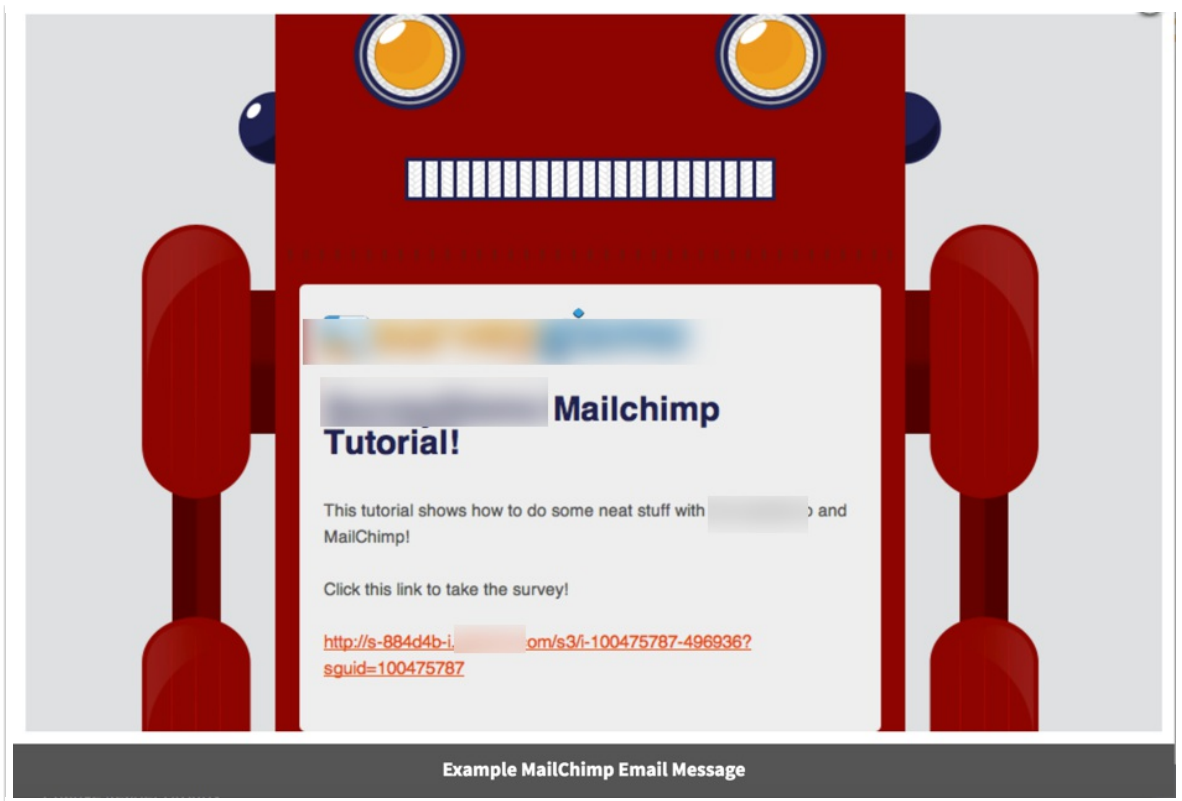 Mailchimp
Tutorial!
This tutorial shows how to do some neat stuff with and
MailChimp!
Click this link to take the survey!
http://s-884d4b-i. om/s3/i-100475787-496936?
sguid=100475787
Example MailChimp Email Message